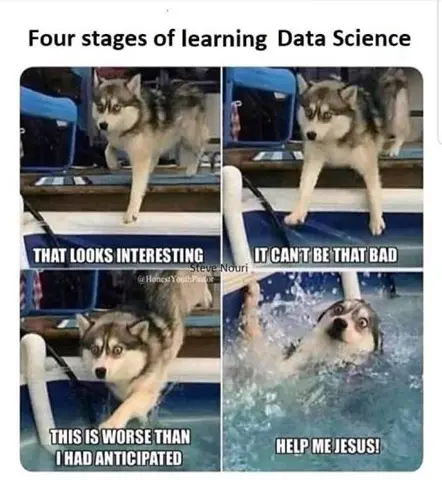 Four stages of learning Data Science
THAT LOOKS INTERESTING
IT CAN'T BE THAT BAD
Steve Nouri
@HonestYouthPastor
THIS IS WORSE THAN
I HAD ANTICIPATED
HELP ME JESUS!